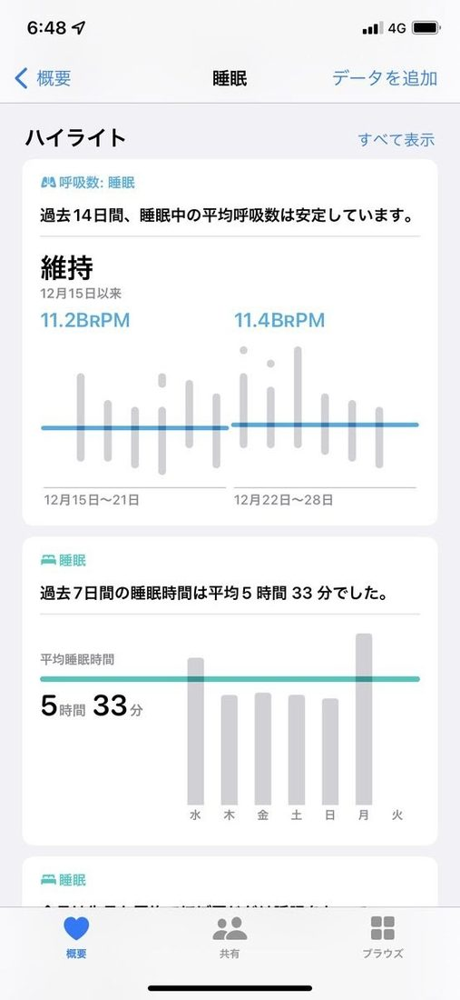 6:48
4G
概要
睡眠
データを追加
ハイライト
すべて表示
呼吸数: 睡眠
過去14日間、睡眠中の平均呼吸数は安定しています。
維持
12月15日以来
11.2BRPM
11.4BRPM
12月15日〜21日
12月22日〜28日
睡眠
過去7日間の睡眠時間は平均5 時間 33 分でした。
平均睡眠時間
5時間 33分
水 木 金 土 日 月 火
睡眠
概要
共有
ブラウズ